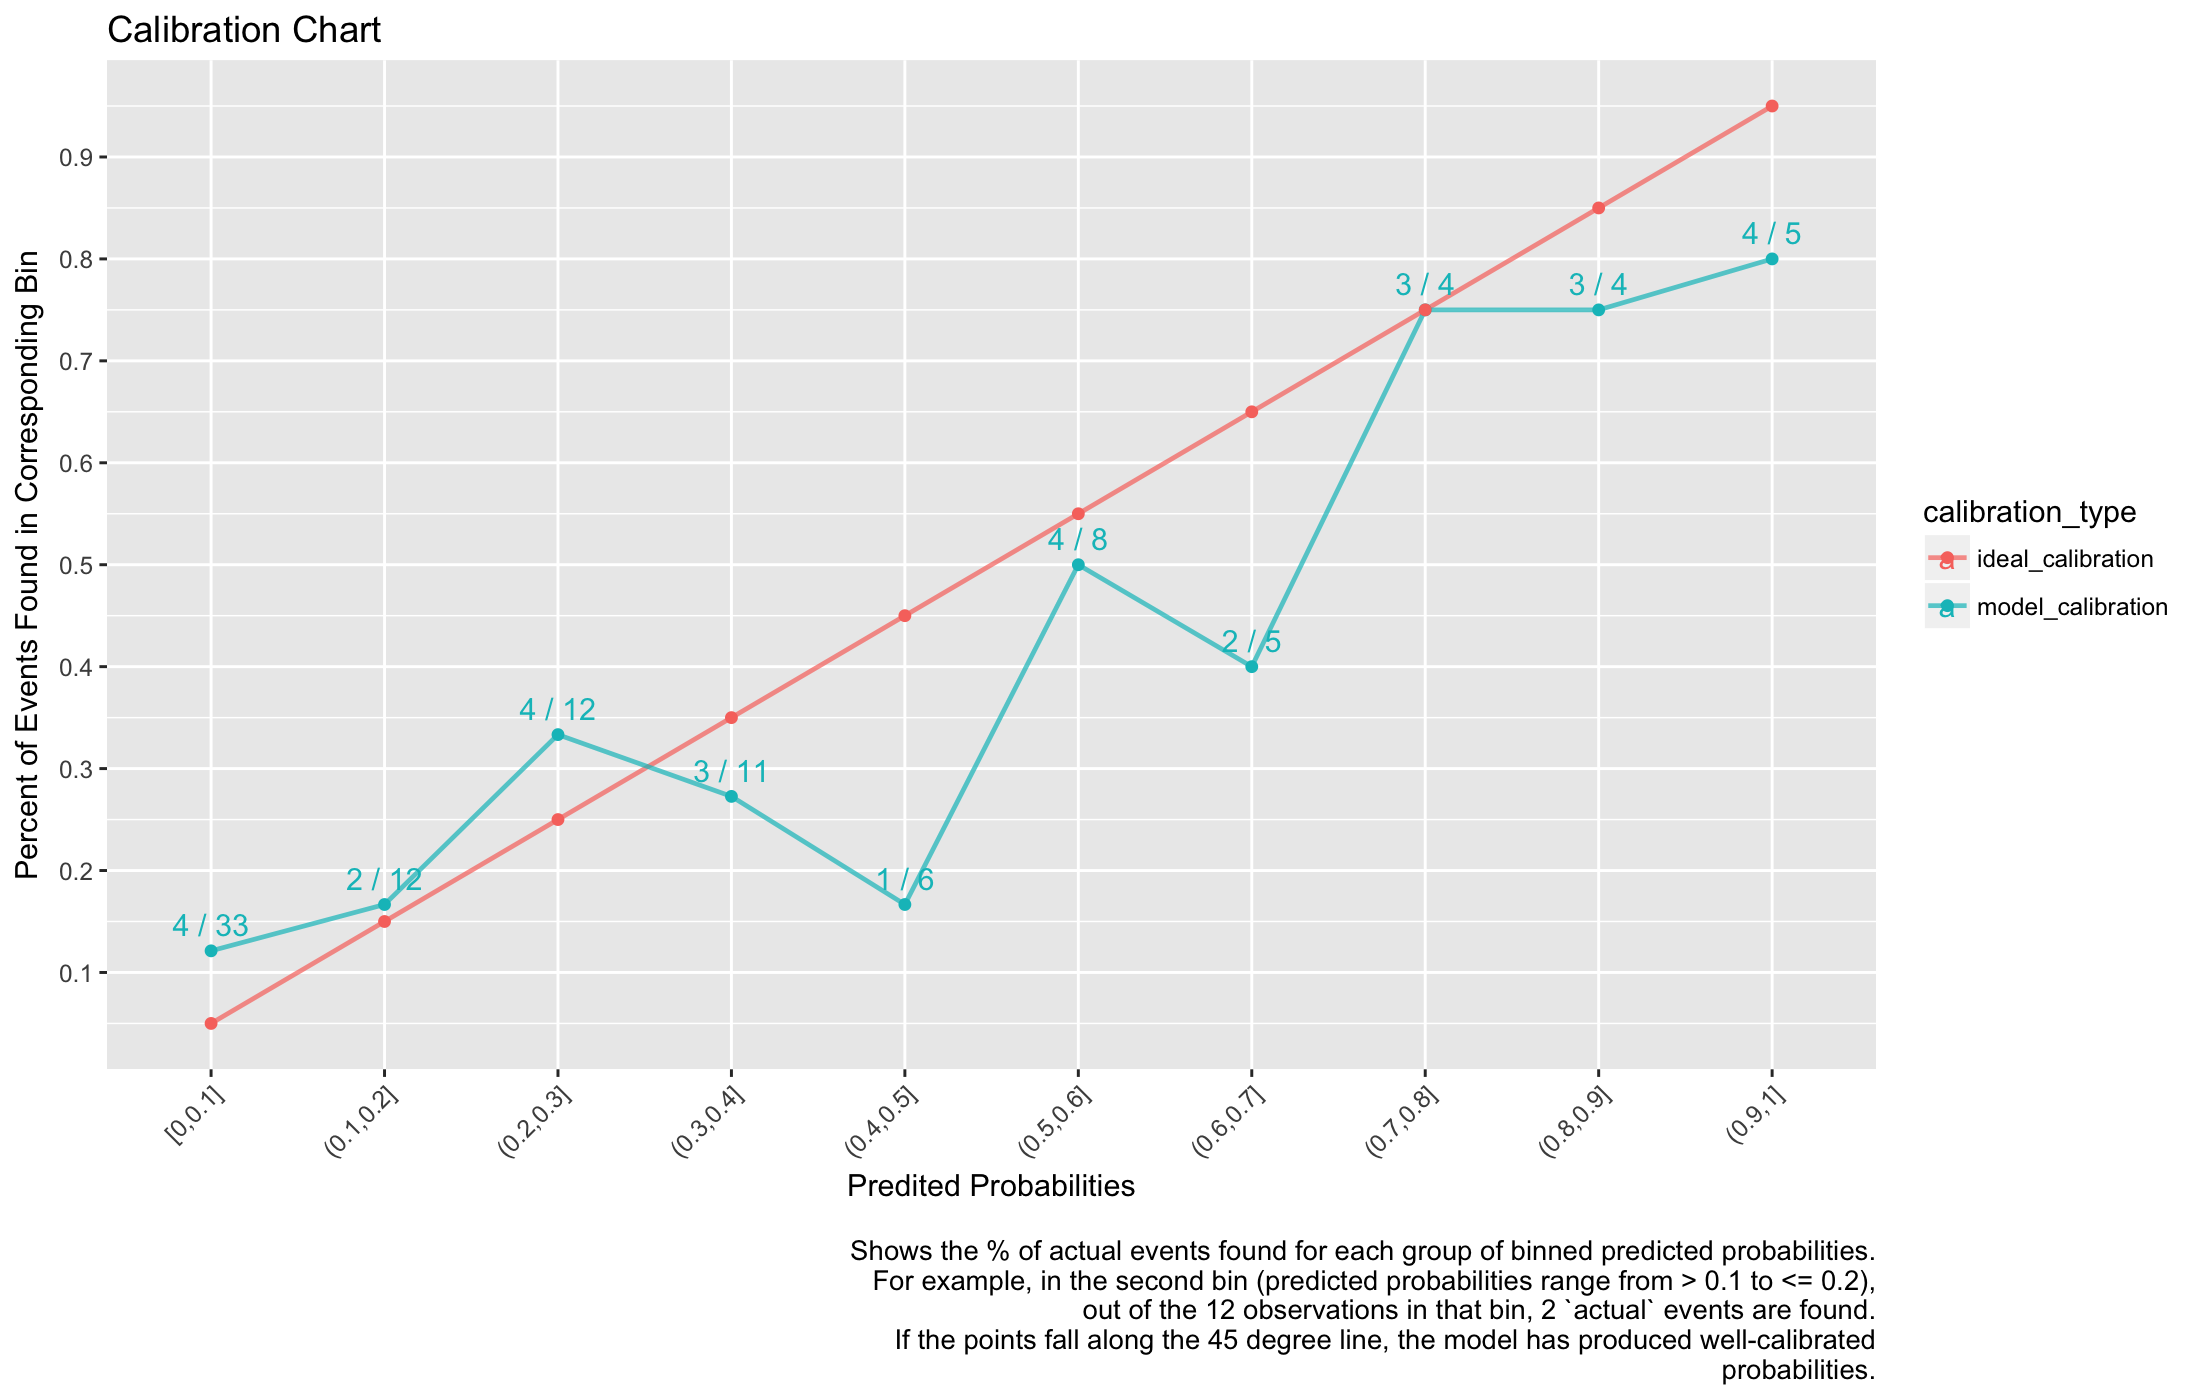 Calibration Chart
Percent of Events Found in Corresponding Bin
0.9
0.8
0.7
0.6
0.5
0.4
0.3
0.2
0.1
4 / 33
2 / 12
4 / 12
3 / 11
1 / 6
4 / 8
2 / 5
3 / 4
3 / 4
4 / 5
[0,0.1]
(0.1,0.2]
(0.2,0.3]
(0.3,0.4]
(0.4,0.5]
(0.5,0.6]
(0.6,0.7]
(0.7,0.8]
(0.8,0.9]
(0.9,1]
Predited Probabilities
calibration_type
a ideal_calibration
a model_calibration
Shows the % of actual events found for each group of binned predicted probabilities.
For example, in the second bin (predicted probabilities range from > 0.1 to <= 0.2),
out of the 12 observations in that bin, 2 `actual` events are found.
If the points fall along the 45 degree line, the model has produced well-calibrated
probabilities.